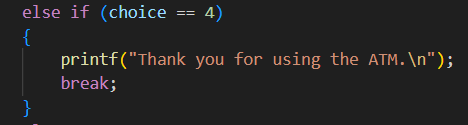 else if (choice == 4)
{
printf("Thank you for using the ATM.\n");
break;
}